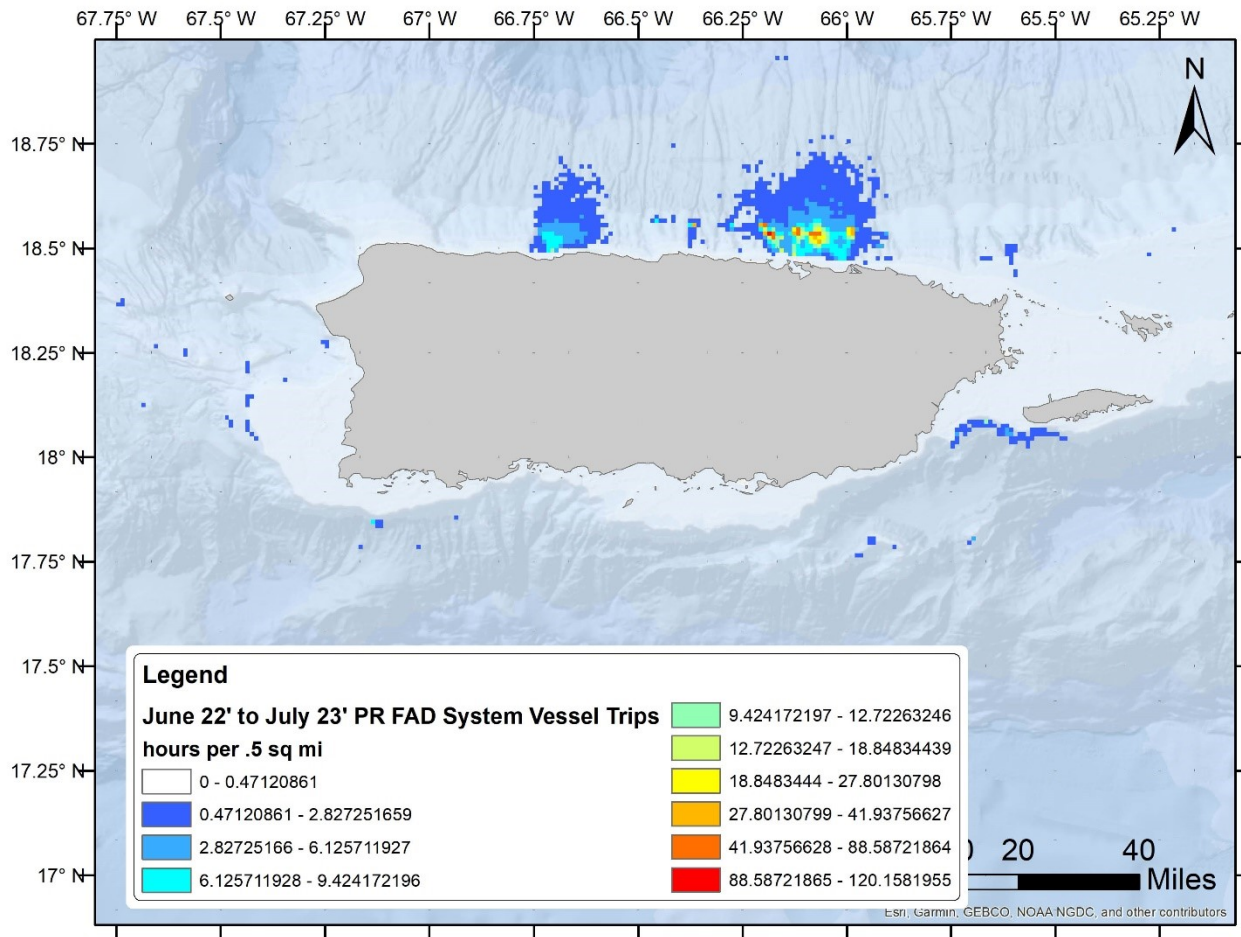 67.75° W 67.5° W 67.25° W 67° W 66.75° W 66.5° W 66.25° W 66° W 65.75° W 65.5° W 65.25° W
N
18.75° N
18.5° N
18.25° N
18° N
17.75° N
17.5° N
17.25° N
17° N
Legend
June 22' to July 23' PR FAD System Vessel Trips
hours per .5 sq mi
0 - 0.47120861
0.47120861 - 2.827251659
2.82725166 - 6.125711927
6.125711928 - 9.424172196
9.424172197 - 12.72263246
12.72263247 - 18.84834439
18.8483444 - 27.80130798
27.80130799 - 41.93756627
41.93756628 - 88.58721864
88.58721865 - 120.1581955
20 40
Miles
Esri, Garmin, GEBCO, NOAA NGDC, and other contributors